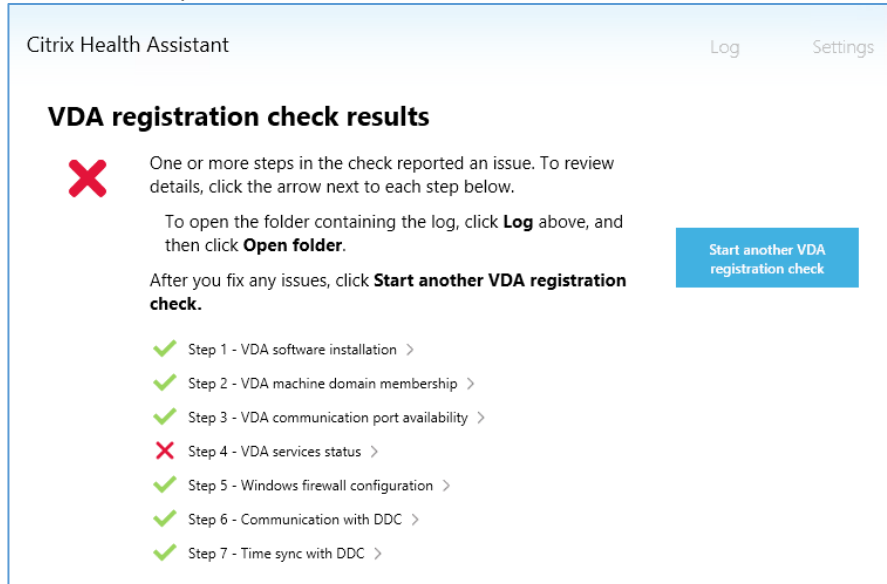 Citrix Health Assistant
Log
Settings
VDA registration check results
One or more steps in the check reported an issue. To review
details, click the arrow next to each step below.
To open the folder containing the log, click Log above, and
then click Open folder.
Start another VDA
registration check
After you fix any issues, click Start another VDA registration
check.
Step 1 - VDA software installation
Step 2 - VDA machine domain membership
Step 3 - VDA communication port availability
Step 4 - VDA services status
Step 5 - Windows firewall configuration
Step 6 - Communication with DDC
Step 7 - Time sync with DDC